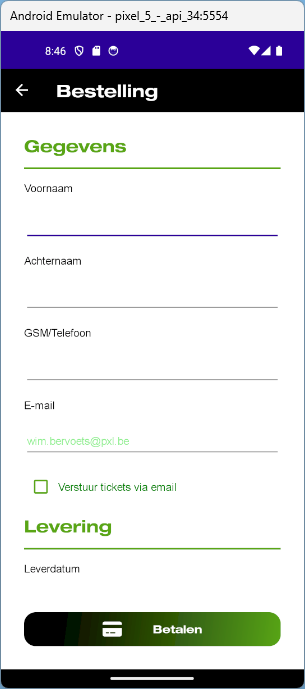 Android Emulator - pixel_5_-_api_34:5554
8:46
Bestelling
Gegevens
Voornaam
Achternaam
GSM/Telefoon
E-mail
wim.bervoets@pxl.be
Verstuur tickets via email
Levering
Leverdatum
Betalen